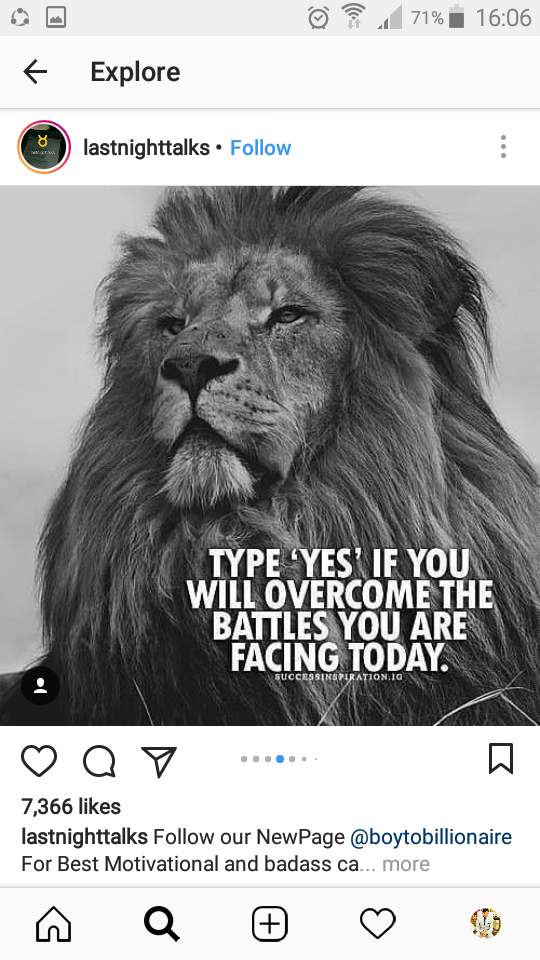 71% 16:06
Explore
lastnighttalks • Follow
TYPE ‘YES’ IF YOU
WILL OVERCOME THE
BATTLES YOU ARE
FACING TODAY.
SUCCESSINSPIRATION.IG
7,366 likes
lastnighttalks Follow our NewPage @boytobillionaire
For Best Motivational and badass ca... more